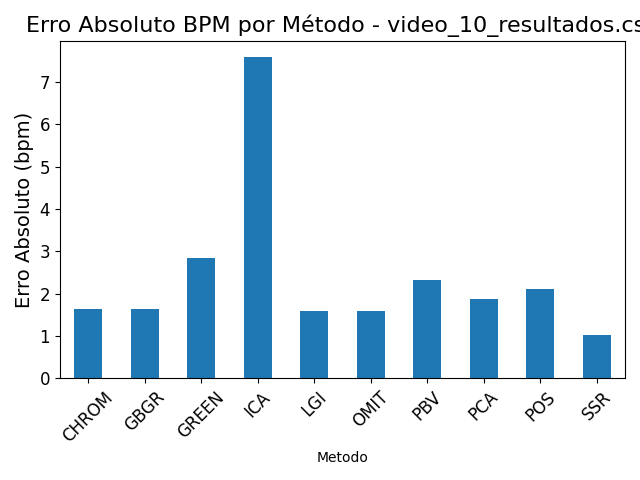 Erro Absoluto BPM por Método - video_10_resultados.cs
Erro Absoluto (bpm)
7
6
5
4
3
2
1
0
CHROM GBGR GREEN ICA LGI OMIT PBV PCA POS SSR
Metodo